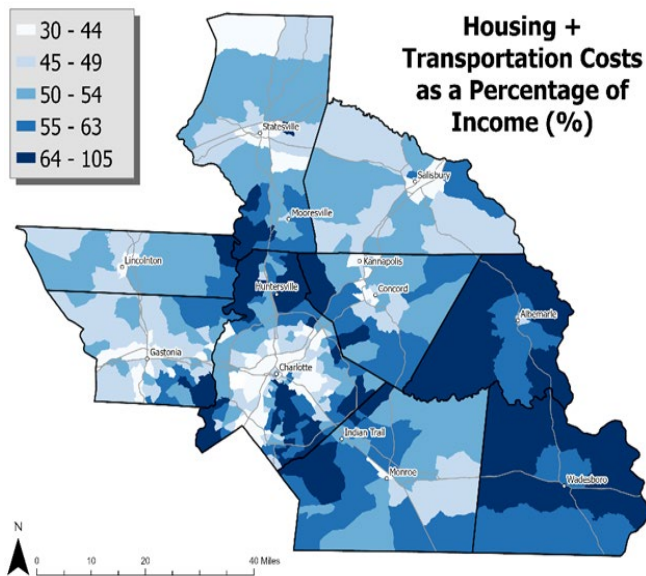 30 - 44
45 - 49
50 - 54
55 - 63
64 - 105
Housing +
Transportation Costs
as a Percentage of
Income (%)
Statesville
Salisbury
Mooresville
Lincolnton
Kannapolis
Huntersville
Concord
Albemarle
Gastonia
Charlotte
Indian Trail
Monroe
Wadesboro
N
0 10 20 40 Miles